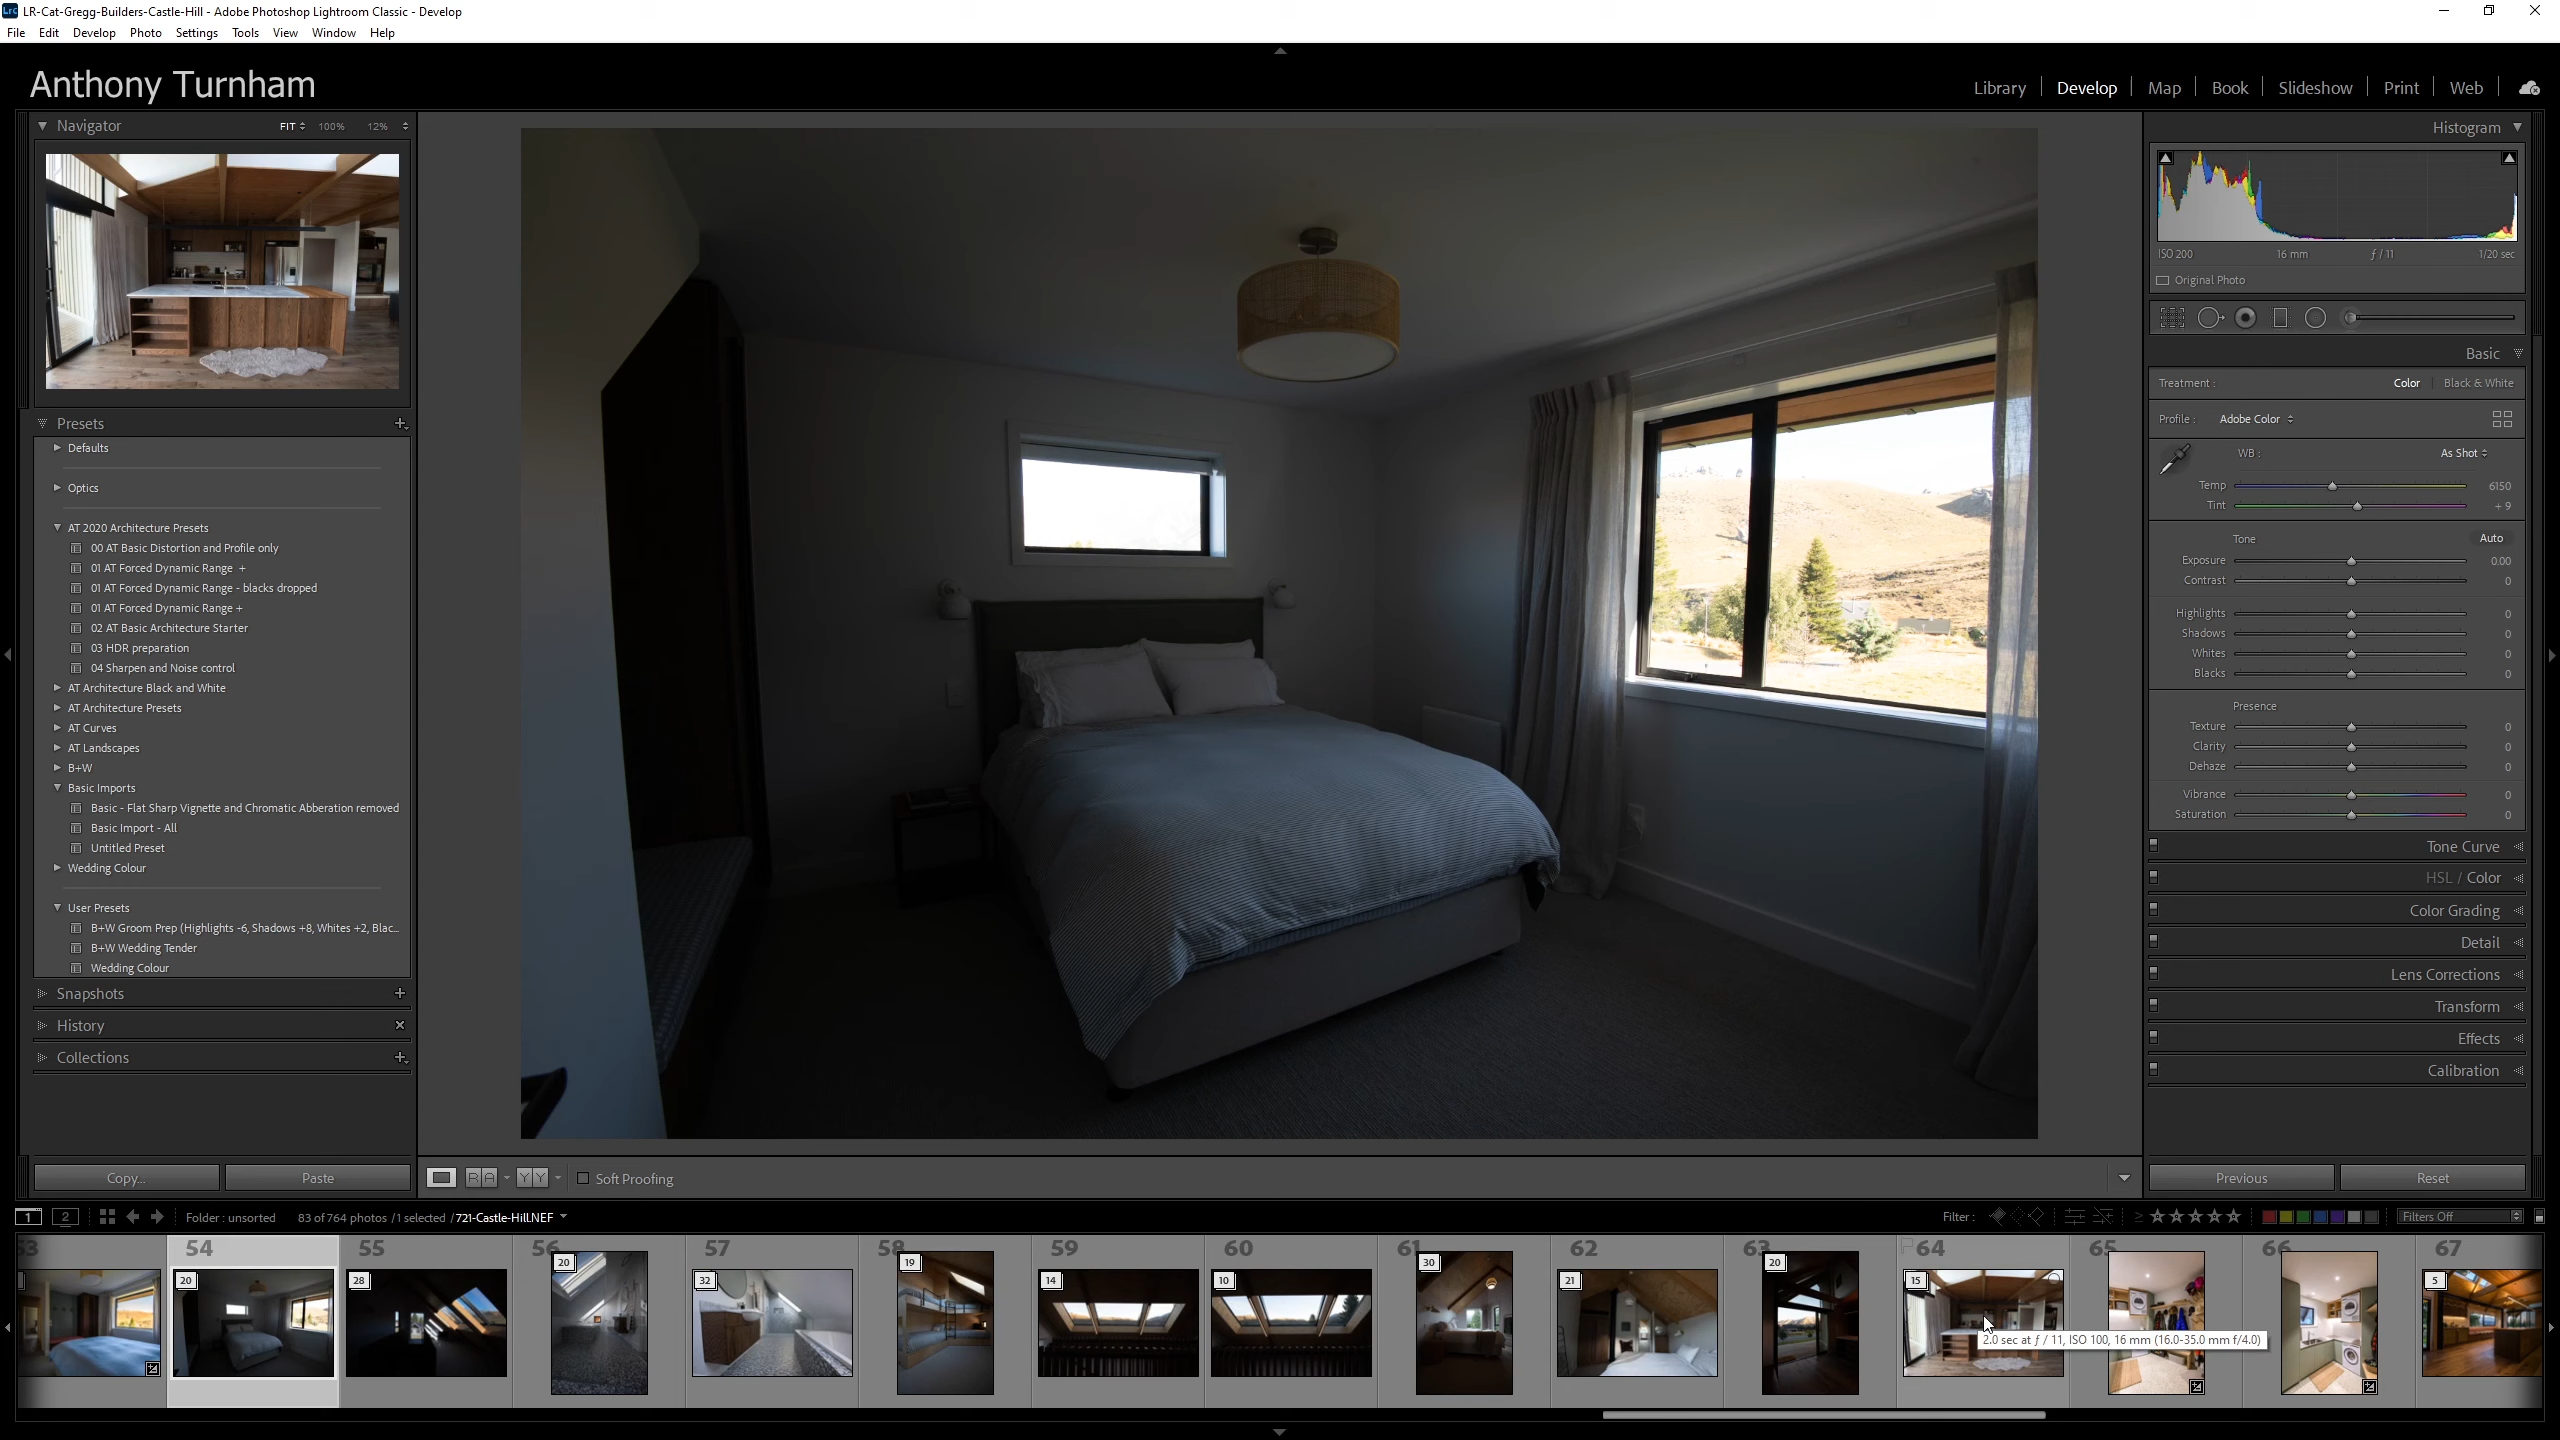 LR-Cat-Gregg-Builders-Castle-Hill - Adobe Photoshop Lightroom Classic - Develop
File Edit Develop Photo Settings Tools View Window Help
Anthony Turnham
Library Develop Map Book Slideshow Print Web
Navigator FIT 100% 12%
Presets
Defaults
Optics
AT 2020 Architecture Presets
00 AT Basic Distortion and Profile only
01 AT Forced Dynamic Range +
01 AT Forced Dynamic Range - blacks dropped
01 AT Forced Dynamic Range +
02 AT Basic Architecture Starter
03 HDR preparation
04 Sharpen and Noise control
AT Architecture Black and White
AT Architecture Presets
AT Curves
AT Landscapes
B+W
Basic Imports
Basic - Flat Sharp Vignette and Chromatic Abberation removed
Basic Import - All
Untitled Preset
Wedding Colour
User Presets
B+W Groom Prep (Highlights -6, Shadows +8, Whites +2, Blac...
B+W Wedding Tender
Wedding Colour
Snapshots
History
Collections
Copy... Paste
Soft Proofing
Histogram
ISO 200 16 mm f / 11 1/20 sec
Original Photo
Basic
Treatment : Color Black & White
Profile : Adobe Color
WB : As Shot
Temp 6150
Tint + 9
Tone Auto
Exposure 0.00
Contrast 0
Highlights 0
Shadows 0
Whites 0
Blacks 0
Presence
Texture 0
Clarity 0
Dehaze 0
Vibrance 0
Saturation 0
Tone Curve
HSL / Color
Color Grading
Detail
Lens Corrections
Transform
Effects
Calibration
Previous Reset
1 2 Folder : unsorted 83 of 764 photos / 1 selected / 721-Castle-Hill.NEF Filter : Filters Off
53 54 55 56 57 58 59 60 61 62 63 64 65 66 67
20 28 20 32 19 14 10 30 21 20 15 5
2.0 sec at f / 11, ISO 100, 16 mm (16.0-35.0 mm f/4.0)